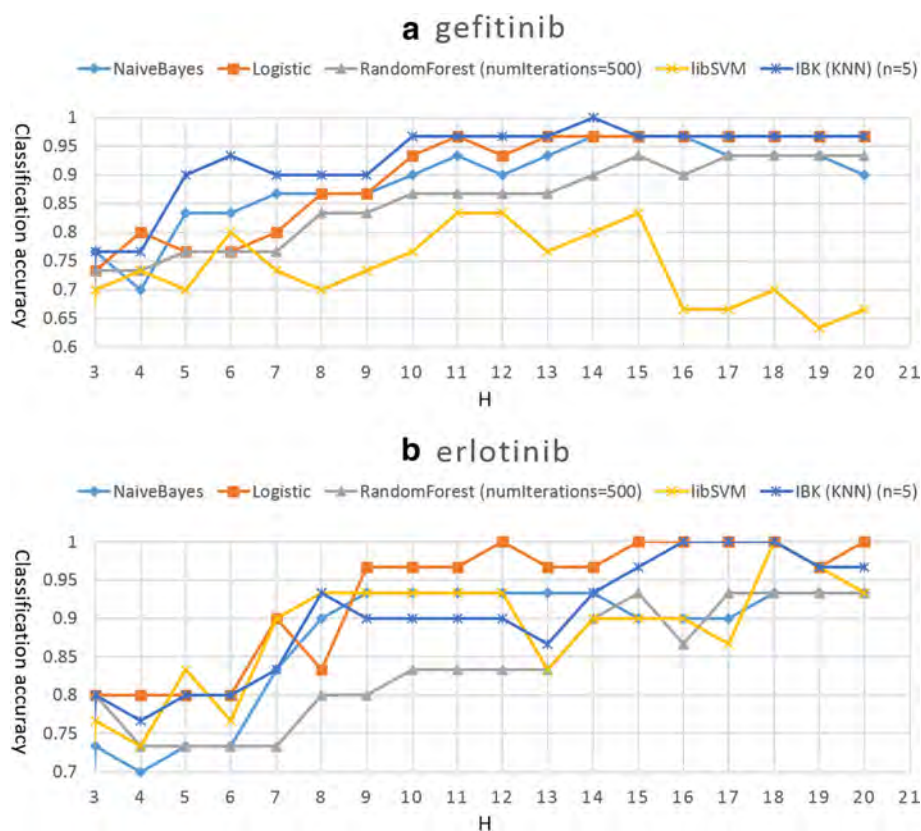 a gefitinib
NaiveBayes Logistic RandomForest (numIterations=500) libSVM IBK (KNN) (n=5)
Classification accuracy
1
0.95
0.9
0.85
0.8
0.75
0.7
0.65
0.6
3 4 5 6 7 8 9 10 11 12 13 14 15 16 17 18 19 20 21
H
b erlotinib
NaiveBayes Logistic RandomForest (numIterations=500) libSVM IBK (KNN) (n=5)
Classification accuracy
1
0.95
0.9
0.85
0.8
0.75
0.7
3 4 5 6 7 8 9 10 11 12 13 14 15 16 17 18 19 20 21
H